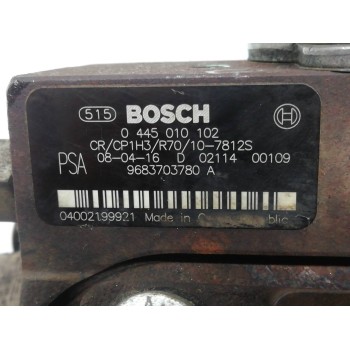 515 BOSCH
0 445 010 102
CR/CP1H3/R70/10-7812S
PSA 08-04-16 D 02114 00109
9683703780 A
04002199921 Made in